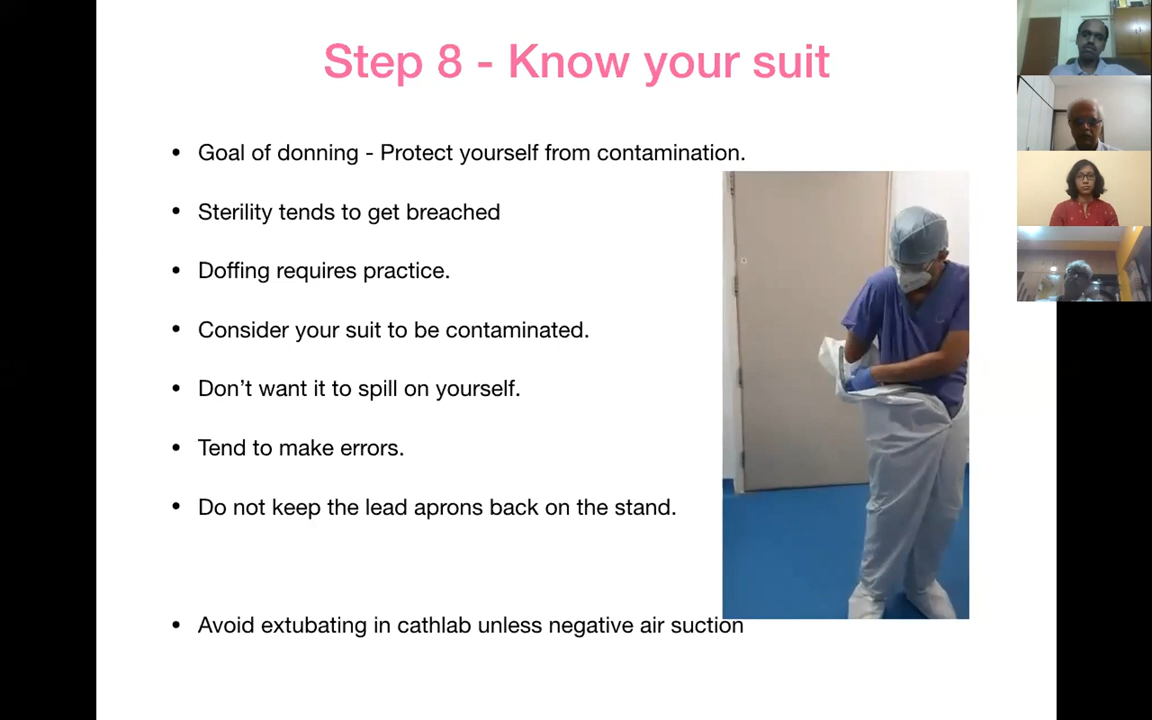 Step 8 - Know your suit
• Goal of donning - Protect yourself from contamination.
• Sterility tends to get breached
• Doffing requires practice.
• Consider your suit to be contaminated.
• Don’t want it to spill on yourself.
• Tend to make errors.
• Do not keep the lead aprons back on the stand.
• Avoid extubating in cathlab unless negative air suction